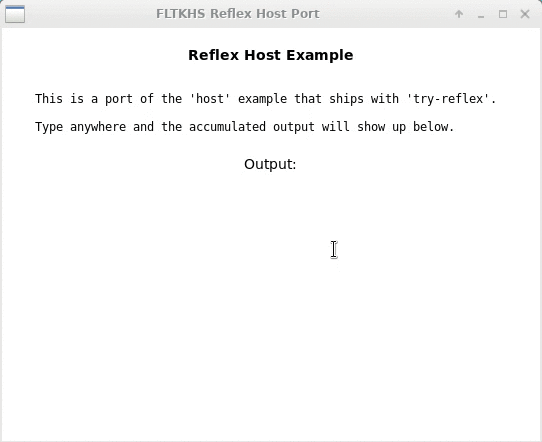 FLTKHS Reflex Host Port
Reflex Host Example
This is a port of the 'host' example that ships with 'try-reflex'.
Type anywhere and the accumulated output will show up below.
Output: